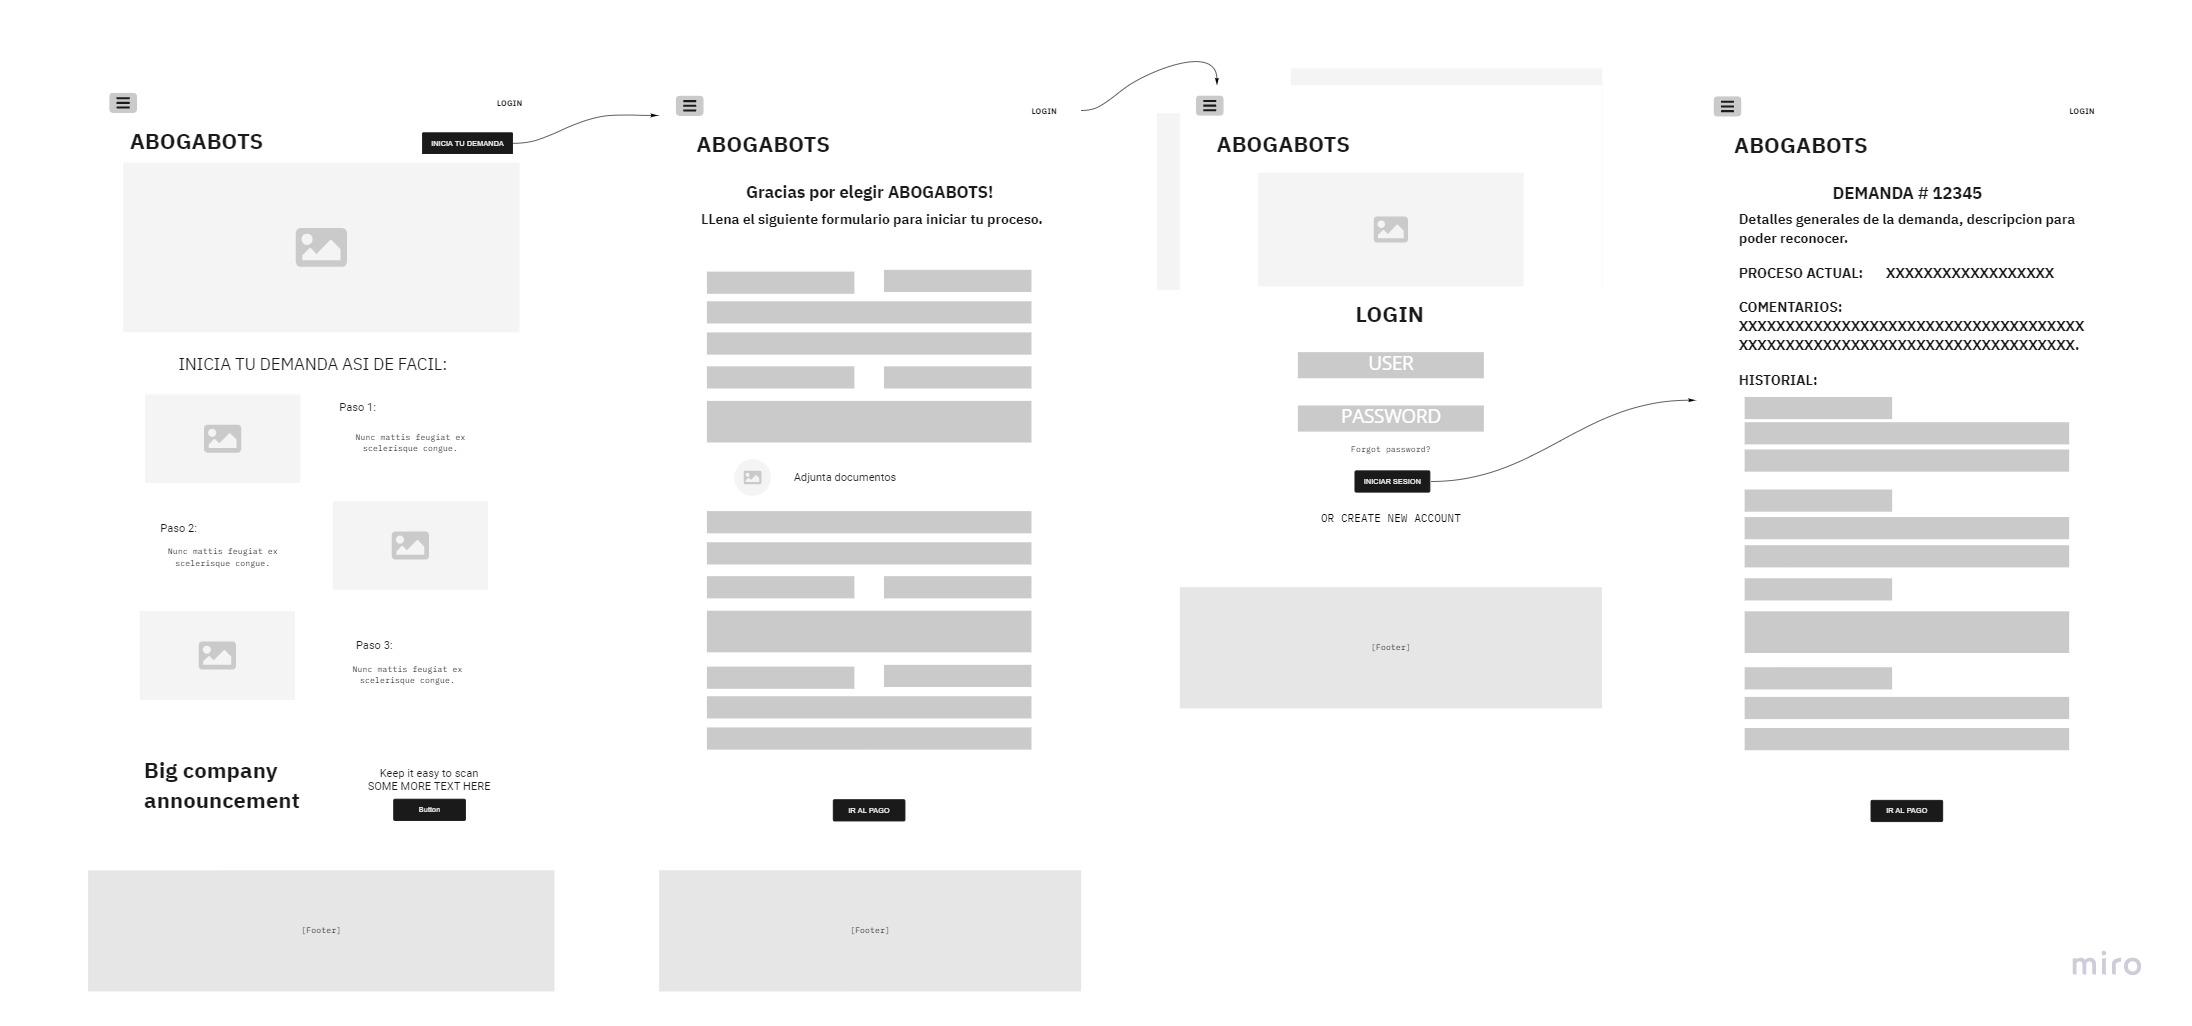 LOGIN
ABOGABOTS
INICIA TU DEMANDA
INICIA TU DEMANDA ASI DE FACIL:
Paso 1:
Nunc mattis feugiat ex
scelerisque congue.
Paso 2:
Nunc mattis feugiat ex
scelerisque congue.
Paso 3:
Nunc mattis feugiat ex
scelerisque congue.
Big company
announcement
Keep it easy to scan
SOME MORE TEXT HERE
Button
[Footer]
LOGIN
ABOGABOTS
Gracias por elegir ABOGABOTS!
LLena el siguiente formulario para iniciar tu proceso.
Adjunta documentos
IR AL PAGO
[Footer]
ABOGABOTS
LOGIN
USER
PASSWORD
Forgot password?
INICIAR SESION
OR CREATE NEW ACCOUNT
[Footer]
LOGIN
ABOGABOTS
DEMANDA # 12345
Detalles generales de la demanda, descripcion para
poder reconocer.
PROCESO ACTUAL: XXXXXXXXXXXXXXXXXX
COMENTARIOS:
XXXXXXXXXXXXXXXXXXXXXXXXXXXXXXXXXXXXX
XXXXXXXXXXXXXXXXXXXXXXXXXXXXXXXXXXXX.
HISTORIAL:
IR AL PAGO
miro